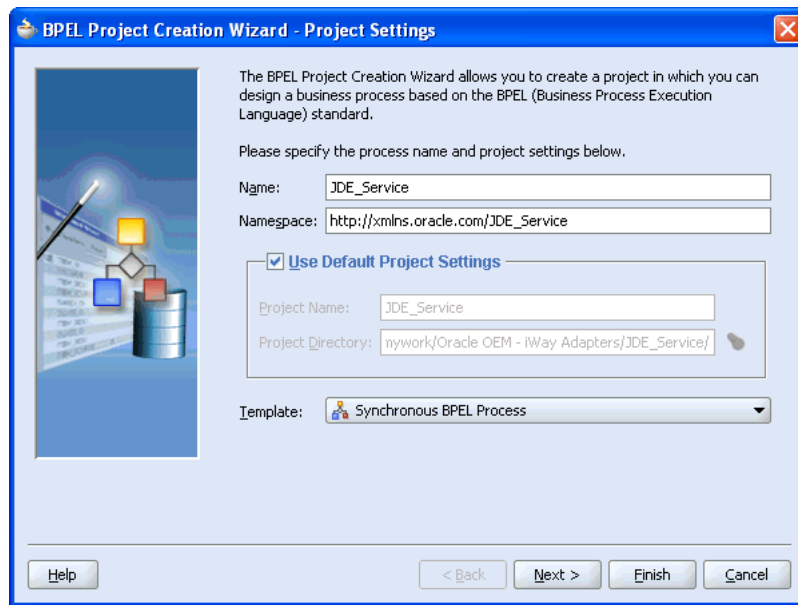 BPEL Project Creation Wizard - Project Settings
The BPEL Project Creation Wizard allows you to create a project in which you can
design a business process based on the BPEL (Business Process Execution
Language) standard.
Please specify the process name and project settings below.
Name: JDE_Service
Namespace: http://xmlns.oracle.com/JDE_Service
Use Default Project Settings
Project Name: JDE_Service
Project Directory: nywork/Oracle OEM - iWay Adapters/JDE_Service/
Template: Synchronous BPEL Process
Help < Back Next > Finish Cancel